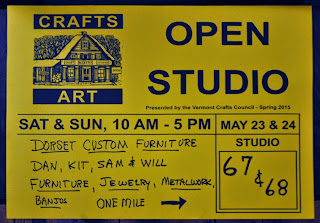 CRAFTS
ART
OPEN
STUDIO
Presented by the Vermont Crafts Council - Spring 2015
SAT & SUN, 10 AM - 5 PM
MAY 23 & 24
DORSET CUSTOM FURNITURE
DAN, KIT, SAM & WILL
FURNITURE, JEWELRY, METALWORK,
BANJOS ONE MILE →
STUDIO
67
& 68